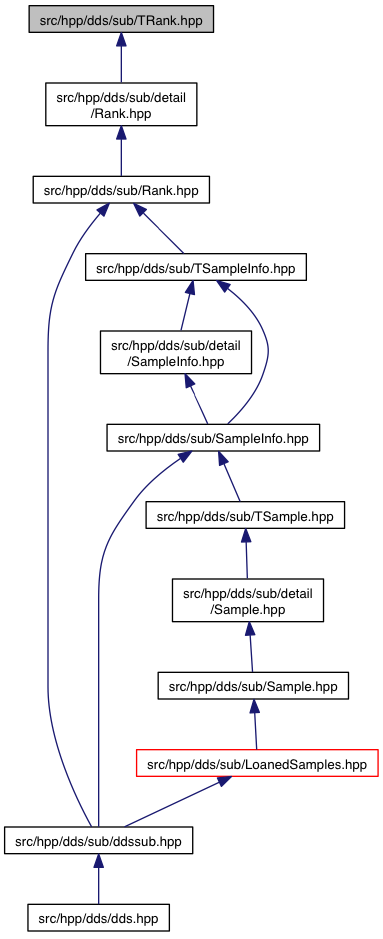 src/hpp/dds/sub/TRank.hpp
src/hpp/dds/sub/detail
/Rank.hpp
src/hpp/dds/sub/Rank.hpp
src/hpp/dds/sub/TSampleInfo.hpp
src/hpp/dds/sub/detail
/SampleInfo.hpp
src/hpp/dds/sub/SampleInfo.hpp
src/hpp/dds/sub/TSample.hpp
src/hpp/dds/sub/detail
/Sample.hpp
src/hpp/dds/sub/Sample.hpp
src/hpp/dds/sub/LoanedSamples.hpp
src/hpp/dds/sub/ddssub.hpp
src/hpp/dds/dds.hpp